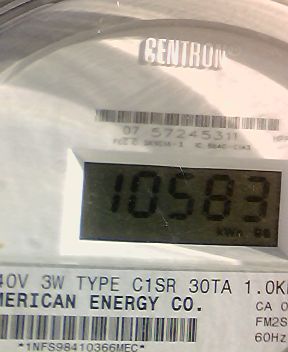 CENTRON
07 57245311
10583
40V 3W TYPE C1SR 30TA 1.0K
MERICAN ENERGY CO.
CA 0
FM2S
60Hz
*1NFS98410366MEC*